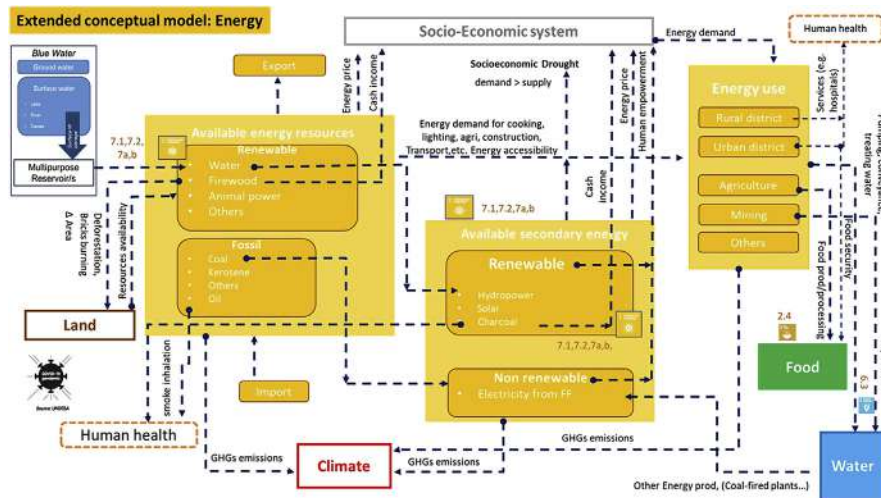 Extended conceptual model: Energy
Socio-Economic system
Human health
Energy demand
Blue Water
Ground water
Surface water
Multipurpose
Reservoir/s
7.1,7.2,
7a,b
Export
Energy price
Cash income
Socioeconomic Drought
demand > supply
Energy price
Human empowerment
Services (e.g.
hospitals)
Energy use
Rural district
Urban district
Agriculture
Mining
Others
treating water
Available energy resources
Renewable
Water
Firewood
Animal power
Others
Energy demand for cooking,
lighting, agri, construction,
Transport,etc. Energy accessibility
Cash
income
Δ Area
Bricks burning
Deforestation,
Resources availability
Fossil
Coal
Kerotene
Others
Oil
7.1,7.2,7a,b
Available secondary energy
Renewable
Hydropower
Solar
Charcoal
7.1,7.2,7a,b,
Food security
Food prod/processing
Land
2.4
Food
6.3
smoke inhalation
Import
Non renewable
Electricity from FF
Human health
GHGs emissions
Climate
GHGs emissions
GHGs emissions
Other Energy prod, (Coal-fired plants...)
Water